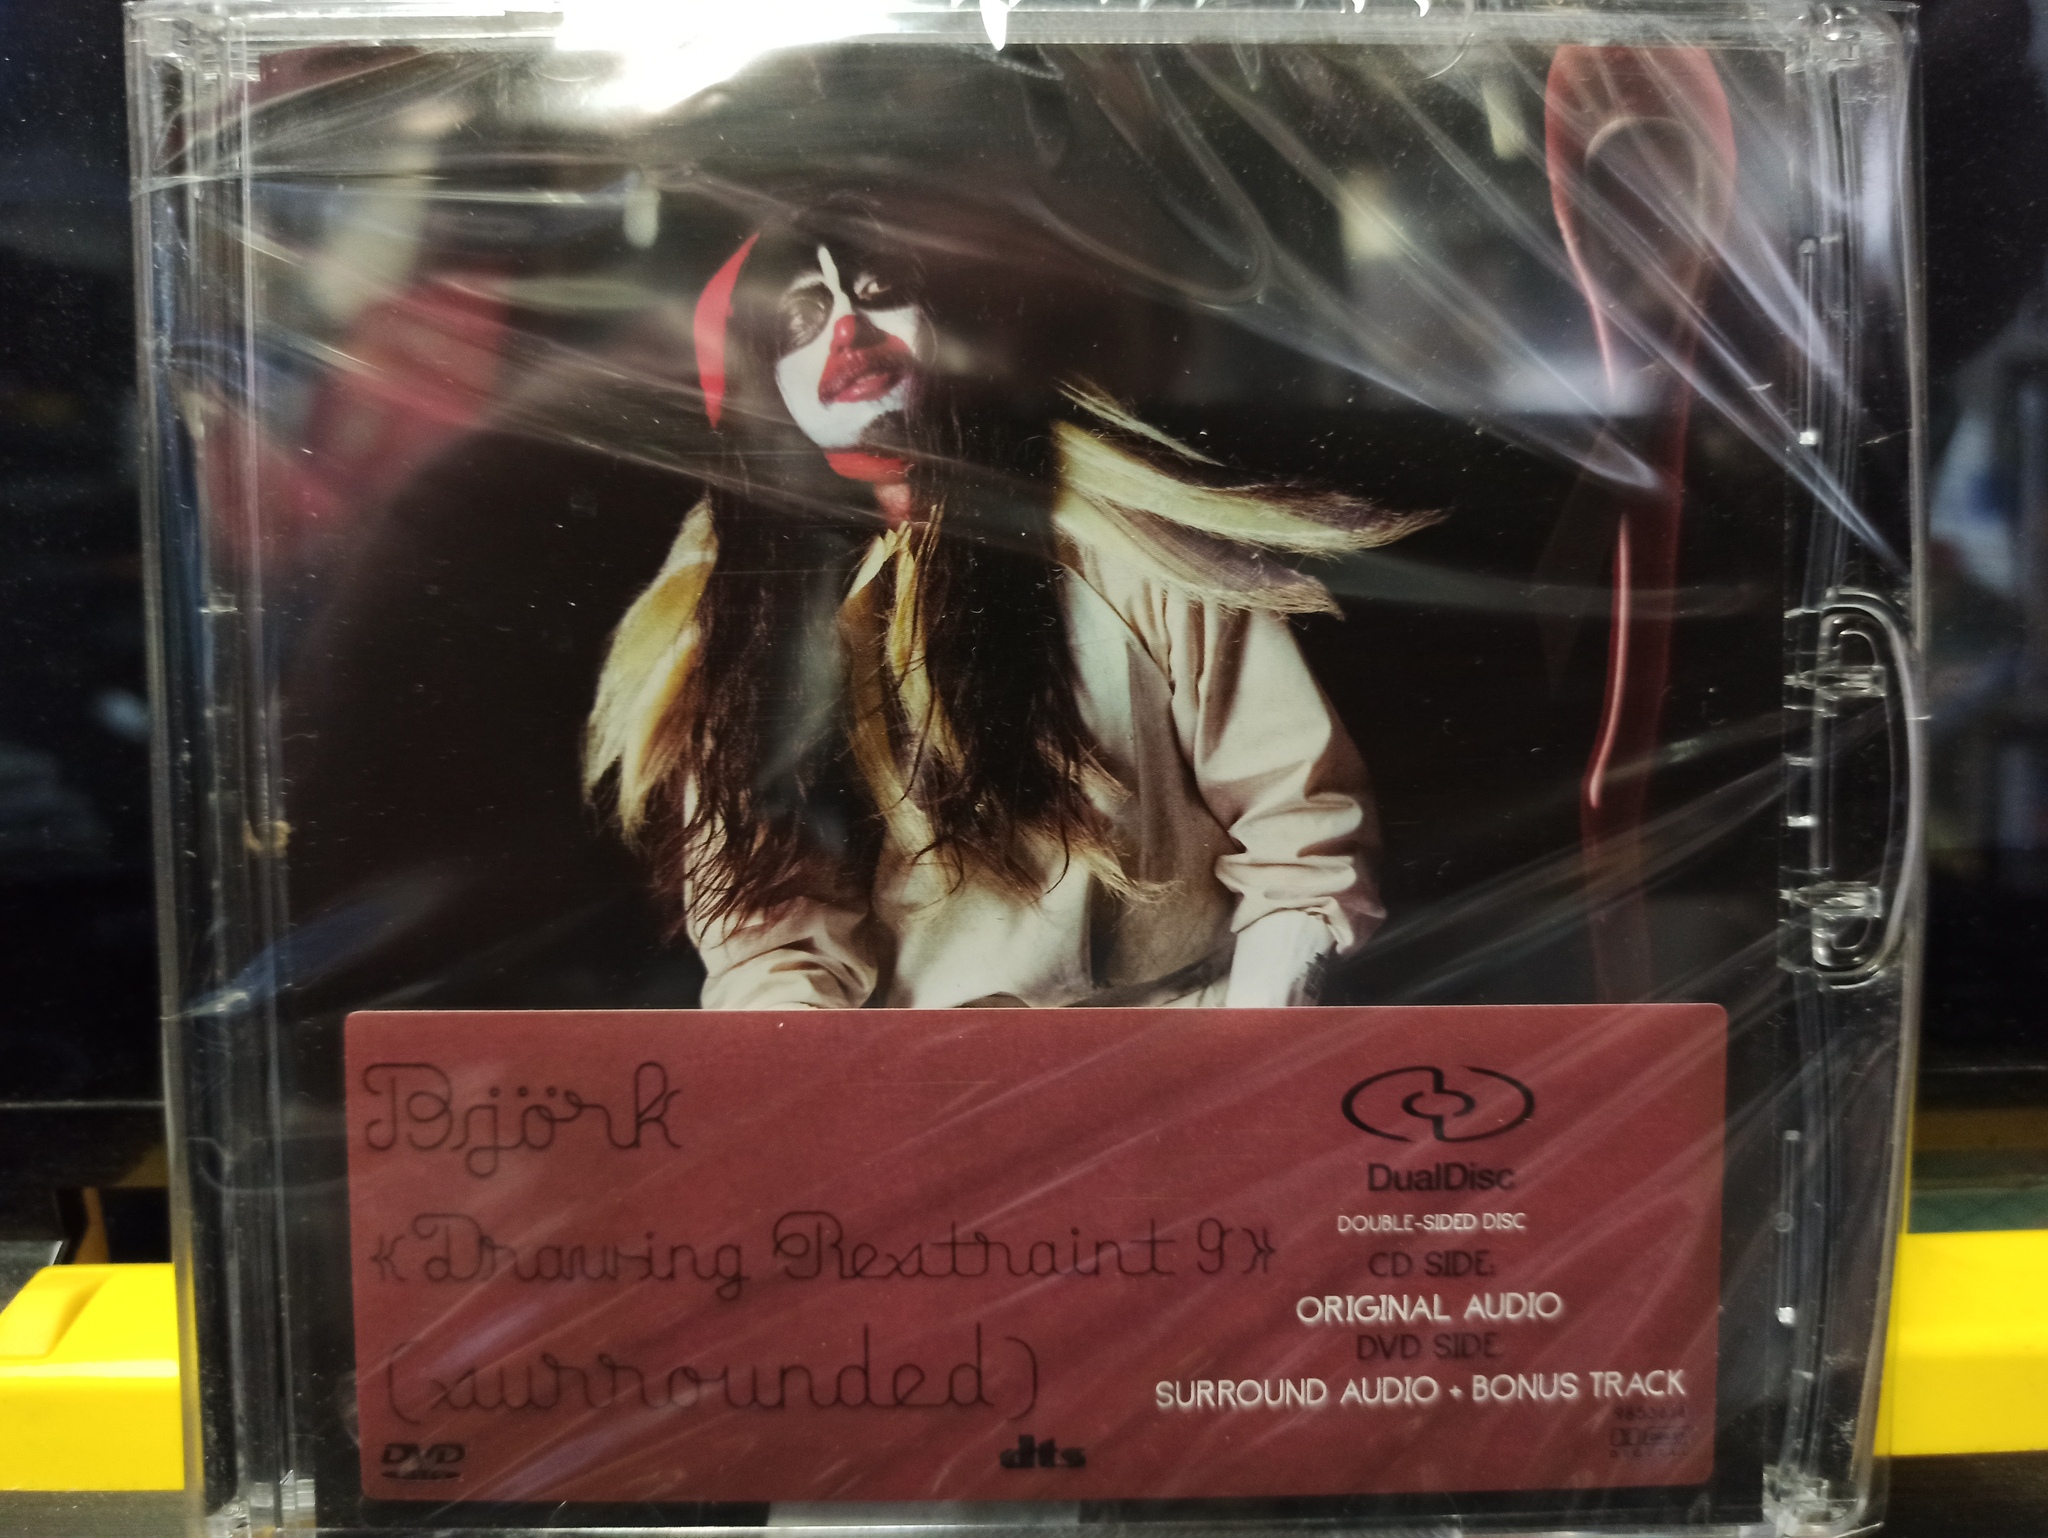 Björk
«Drawing Restraint 9»
(surrounded)
DualDisc
DOUBLE-SIDED DISC
CD SIDE:
ORIGINAL AUDIO
DVD SIDE
SURROUND AUDIO + BONUS TRACK
DVD
dts